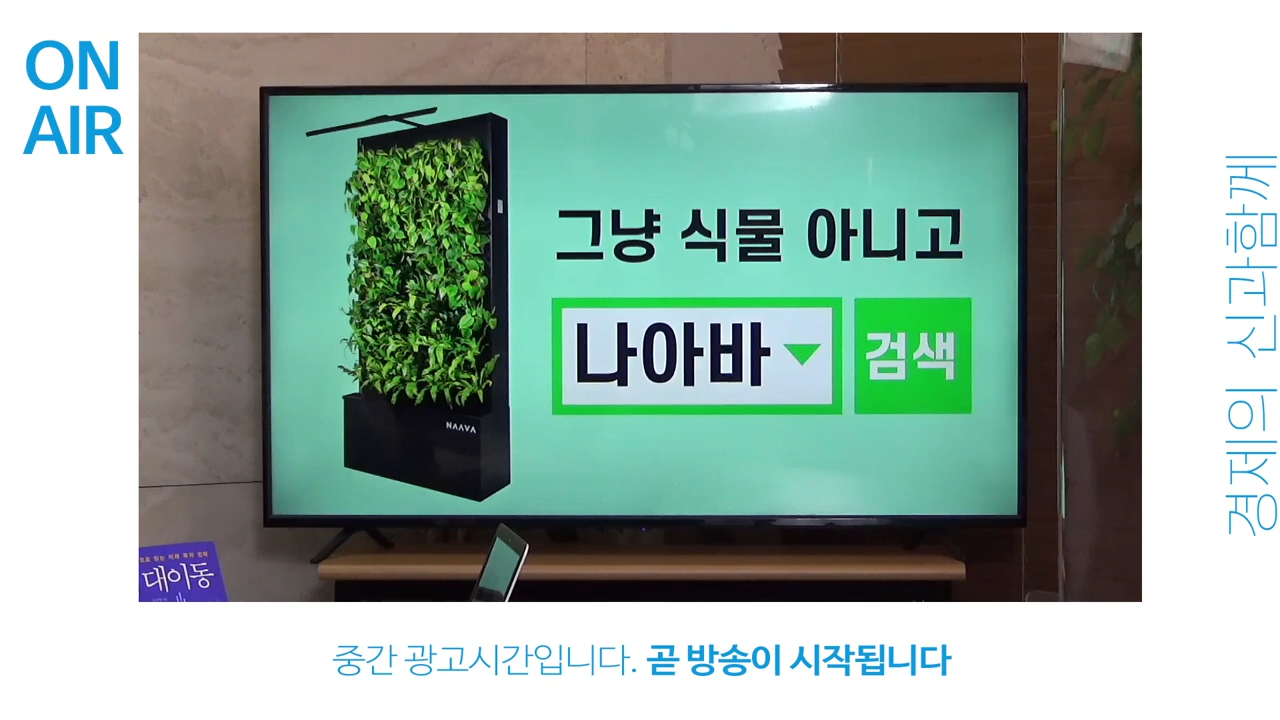 ON
AIR
그냥 식물 아니고
나아바
검색
NAAVA
대이동
경제의 신과함께
중간 광고시간입니다. 곧 방송이 시작됩니다